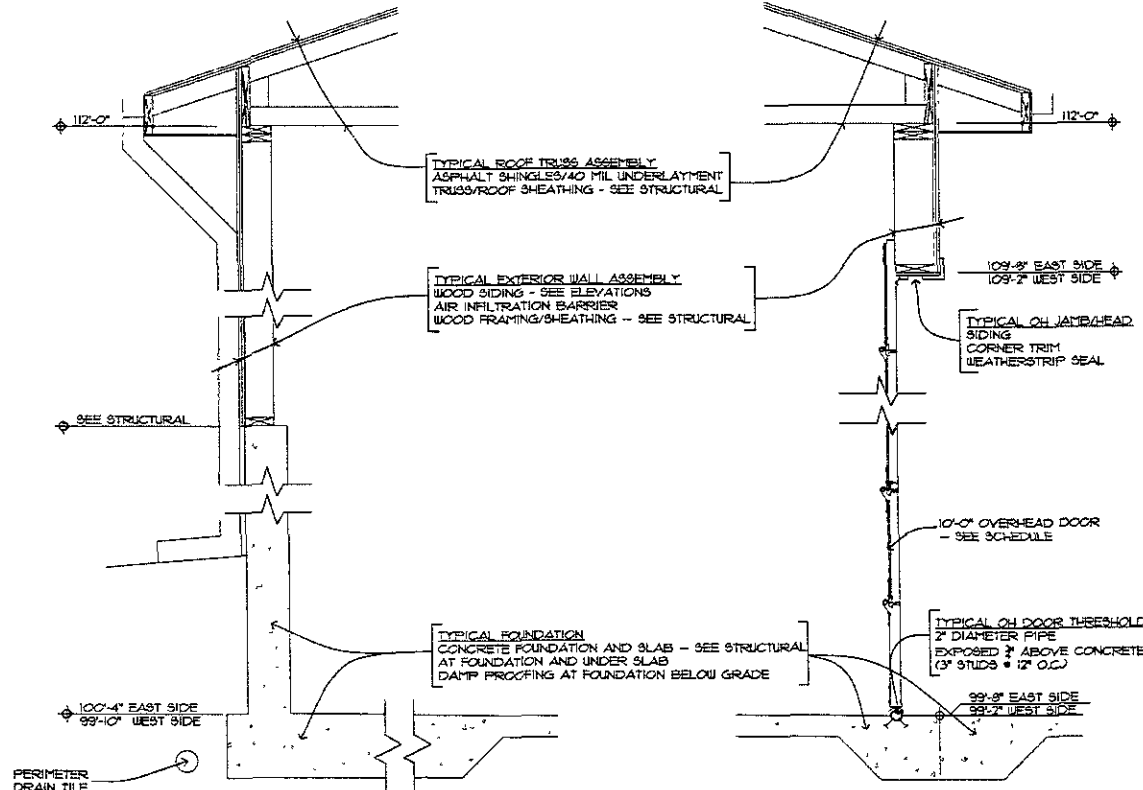 112'-0"
112'-0"
TYPICAL ROOF TRUSS ASSEMBLY
ASPHALT SHINGLES/40 MIL UNDERLAYMENT
TRUSS/ROOF SHEATHING - SEE STRUCTURAL
TYPICAL EXTERIOR WALL ASSEMBLY
WOOD SIDING - SEE ELEVATIONS
AIR INFILTRATION BARRIER
WOOD FRAMING/SHEATHING - SEE STRUCTURAL
109'-8" EAST SIDE
109'-2" WEST SIDE
TYPICAL OH JAMB/HEAD
SIDING
CORNER TRIM
WEATHERSTRIP SEAL
SEE STRUCTURAL
10'-0" OVERHEAD DOOR
- SEE SCHEDULE
TYPICAL FOUNDATION
CONCRETE FOUNDATION AND SLAB - SEE STRUCTURAL
AT FOUNDATION AND UNDER SLAB
DAMP PROOFING AT FOUNDATION BELOW GRADE
TYPICAL OH DOOR THRESHOLD
2" DIAMETER PIPE
EXPOSED ABOVE CONCRETE
(3" STUDS @ 12" O.C.)
100'-4" EAST SIDE
99'-10" WEST SIDE
99'-8" EAST SIDE
99'-2" WEST SIDE
PERIMETER
DRAIN TILE